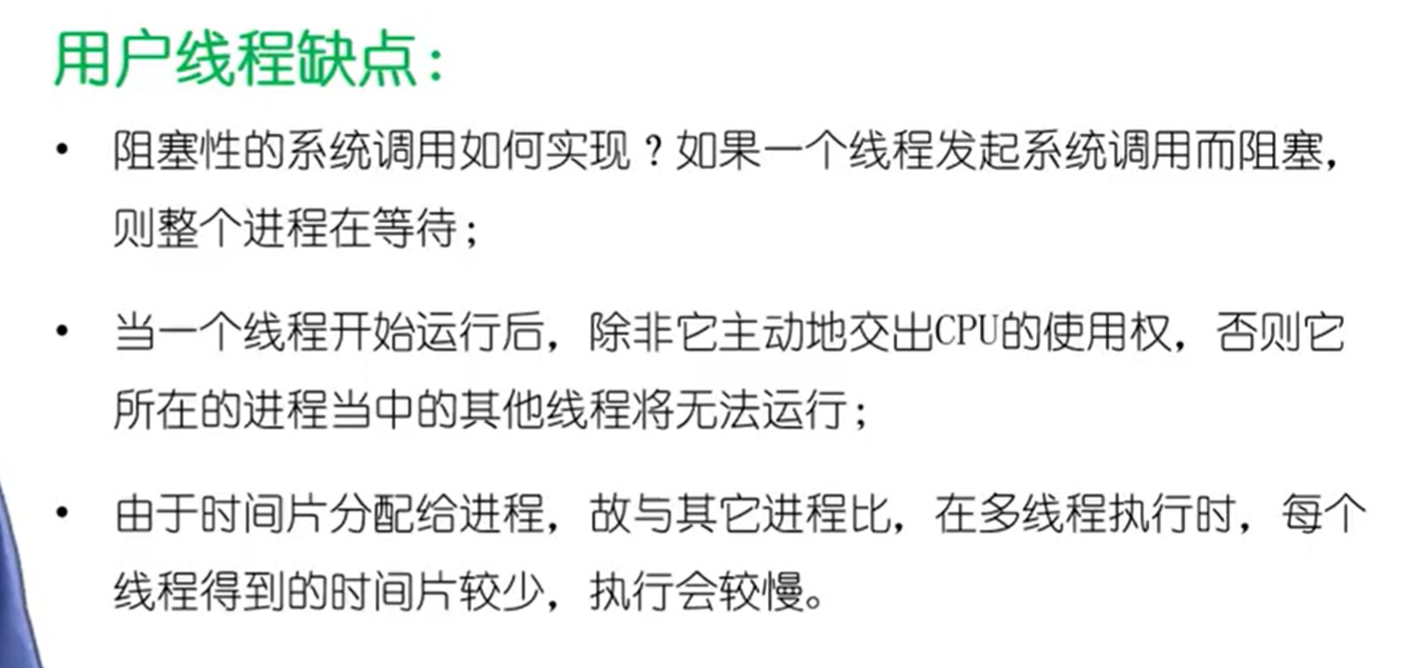 用户线程缺点：
• 阻塞性的系统调用如何实现？如果一个线程发起系统调用而阻塞，
则整个进程在等待；
• 当一个线程开始运行后，除非它主动地交出CPU的使用权，否则它
所在的进程当中的其他线程将无法运行；
• 由于时间片分配给进程，故与其它进程比，在多线程执行时，每个
线程得到的时间片较少，执行会较慢。